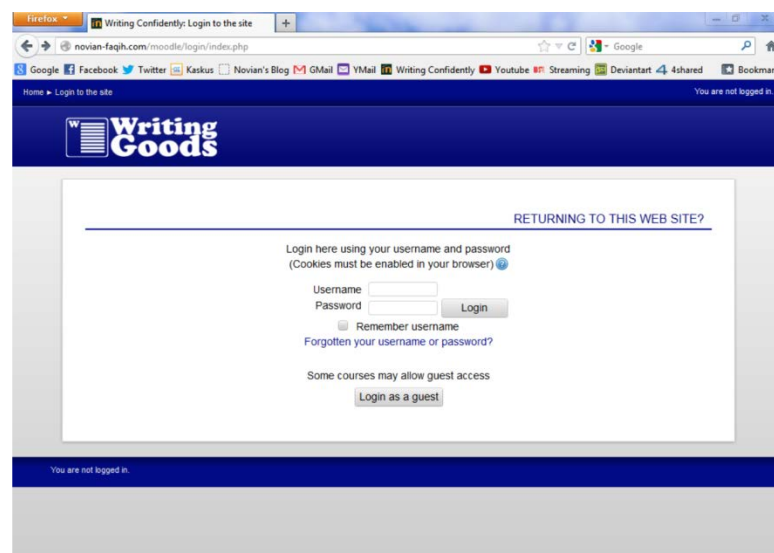 Firefox
Writing Confidently: Login to the site
novian-faqih.com/moodle/login/index.php
Google
Google Facebook Twitter Kaskus Novian's Blog GMail YMail Writing Confidently Youtube Streaming Deviantart 4shared Bookmar
Home ► Login to the site
You are not logged in.
W Writing
Goods
RETURNING TO THIS WEB SITE?
Login here using your username and password
(Cookies must be enabled in your browser)
Username
Password
Login
Remember username
Forgotten your username or password?
Some courses may allow guest access
Login as a guest
You are not logged in.